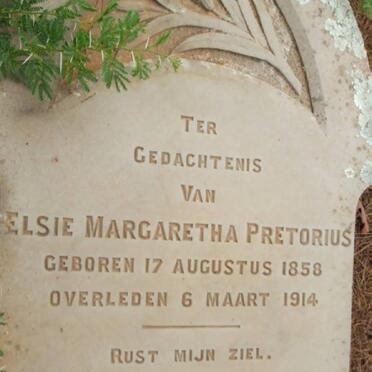 TER
GEDACHTENIS
VAN
ELSIE MARGARETHA PRETORIUS
GEBOREN 17 AUGUSTUS 1858
OVERLEDEN 6 MAART 1914
RUST MIJN ZIEL.